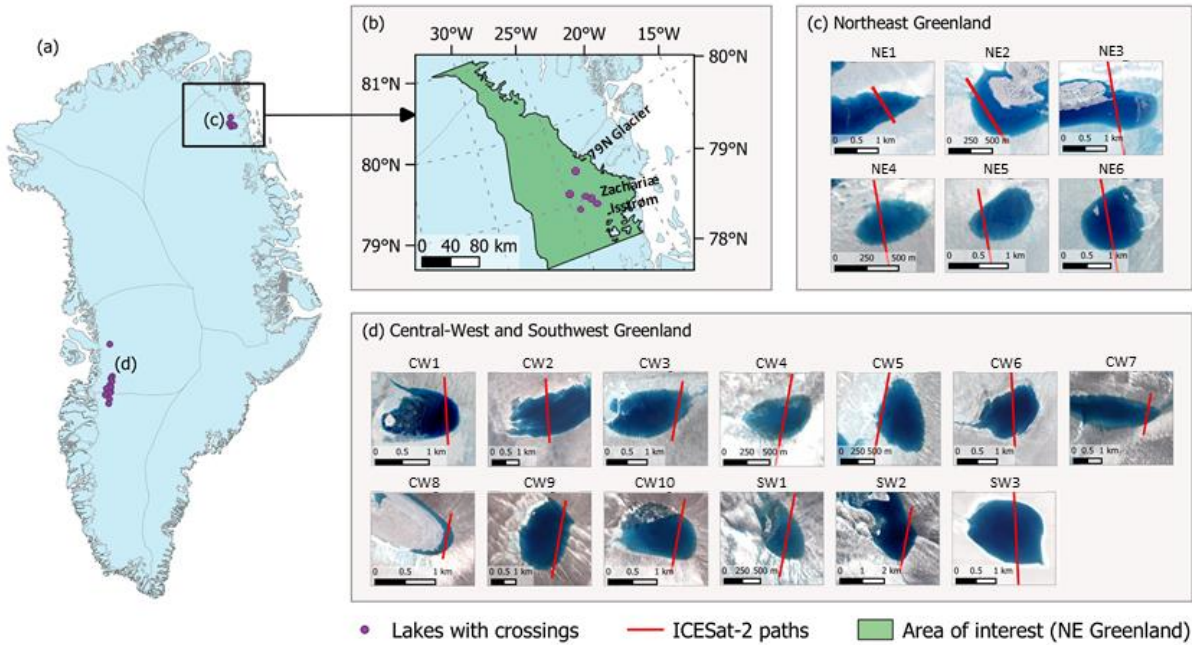 (a)
(c)
(d)
(b)
30°W 25°W 20°W 15°W
81°N
80°N
79°N
80°N
79°N
78°N
79N Glacier
Zachariæ
Isstrøm
0 40 80 km
(c) Northeast Greenland
NE1 NE2 NE3
0 0.5 1 km
0 250 500 m
0 0.5 1 km
NE4 NE5 NE6
0 250 500 m
0 0.5 1 km
0 0.5 1 km
(d) Central-West and Southwest Greenland
CW1 CW2 CW3 CW4 CW5 CW6 CW7
0 0.5 1 km
0 0.5 1 km
0 0.5 1 km
0 250 500 m
0 250 500 m
0 0.5 1 km
0 0.5 1 km
CW8 CW9 CW10 SW1 SW2 SW3
0 0.5 1 km
0 0.5 1 km
0 0.5 1 km
0 250 500 m
0 1 2 km
0 0.5 1 km
Lakes with crossings
ICESat-2 paths
Area of interest (NE Greenland)